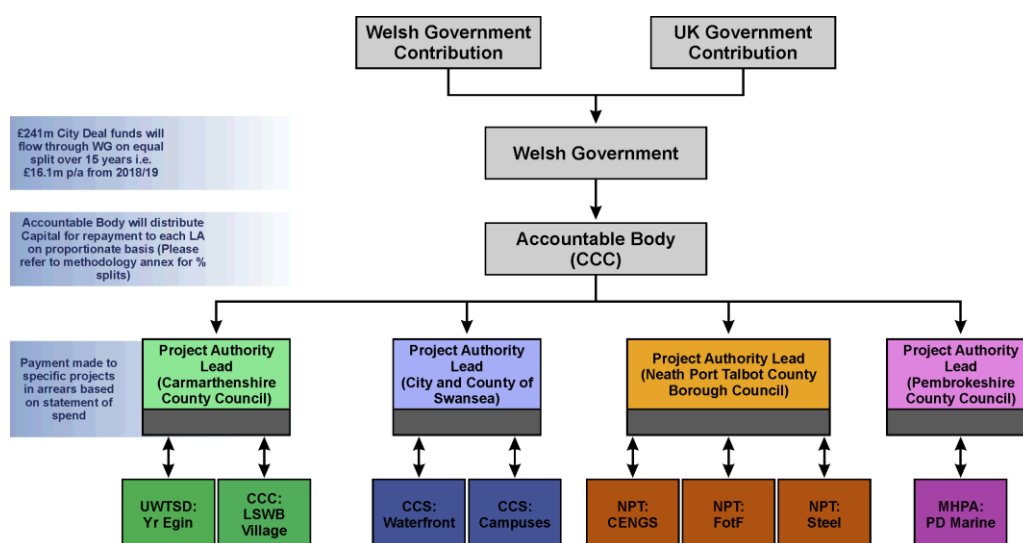 Welsh Government
Contribution
UK Government
Contribution
£241m City Deal funds will
flow through WG on equal
split over 15 years i.e.
£16.1m p/a from 2018/19
Welsh Government
Accountable Body will distribute
Capital for repayment to each LA
on proportionate basis (Please
refer to methodology annex for %
splits)
Accountable Body
(CCC)
Payment made to
specific projects
in arrears based
on statement of
spend
Project Authority
Lead
(Carmarthenshire
County Council)
Project Authority
Lead
(City and County of
Swansea)
Project Authority Lead
(Neath Port Talbot County
Borough Council)
Project Authority
Lead
(Pembrokeshire
County Council)
UWTSD:
Yr Egin
CCC:
LSWB
Village
CCS:
Waterfront
CCS:
Campuses
NPT:
CENGS
NPT:
FotF
NPT:
Steel
MHPA:
PD Marine